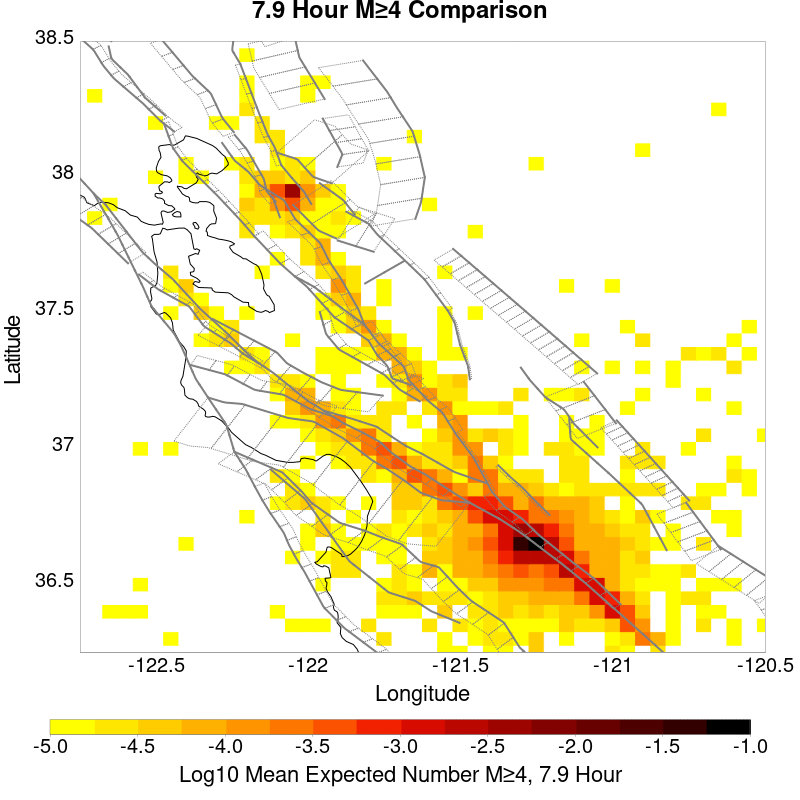 7.9 Hour M≥4 Comparison
38.5
38
37.5
37
36.5
Latitude
-122.5 -122 -121.5 -121 -120.5
Longitude
-5.0 -4.5 -4.0 -3.5 -3.0 -2.5 -2.0 -1.5 -1.0
Log10 Mean Expected Number M≥4, 7.9 Hour